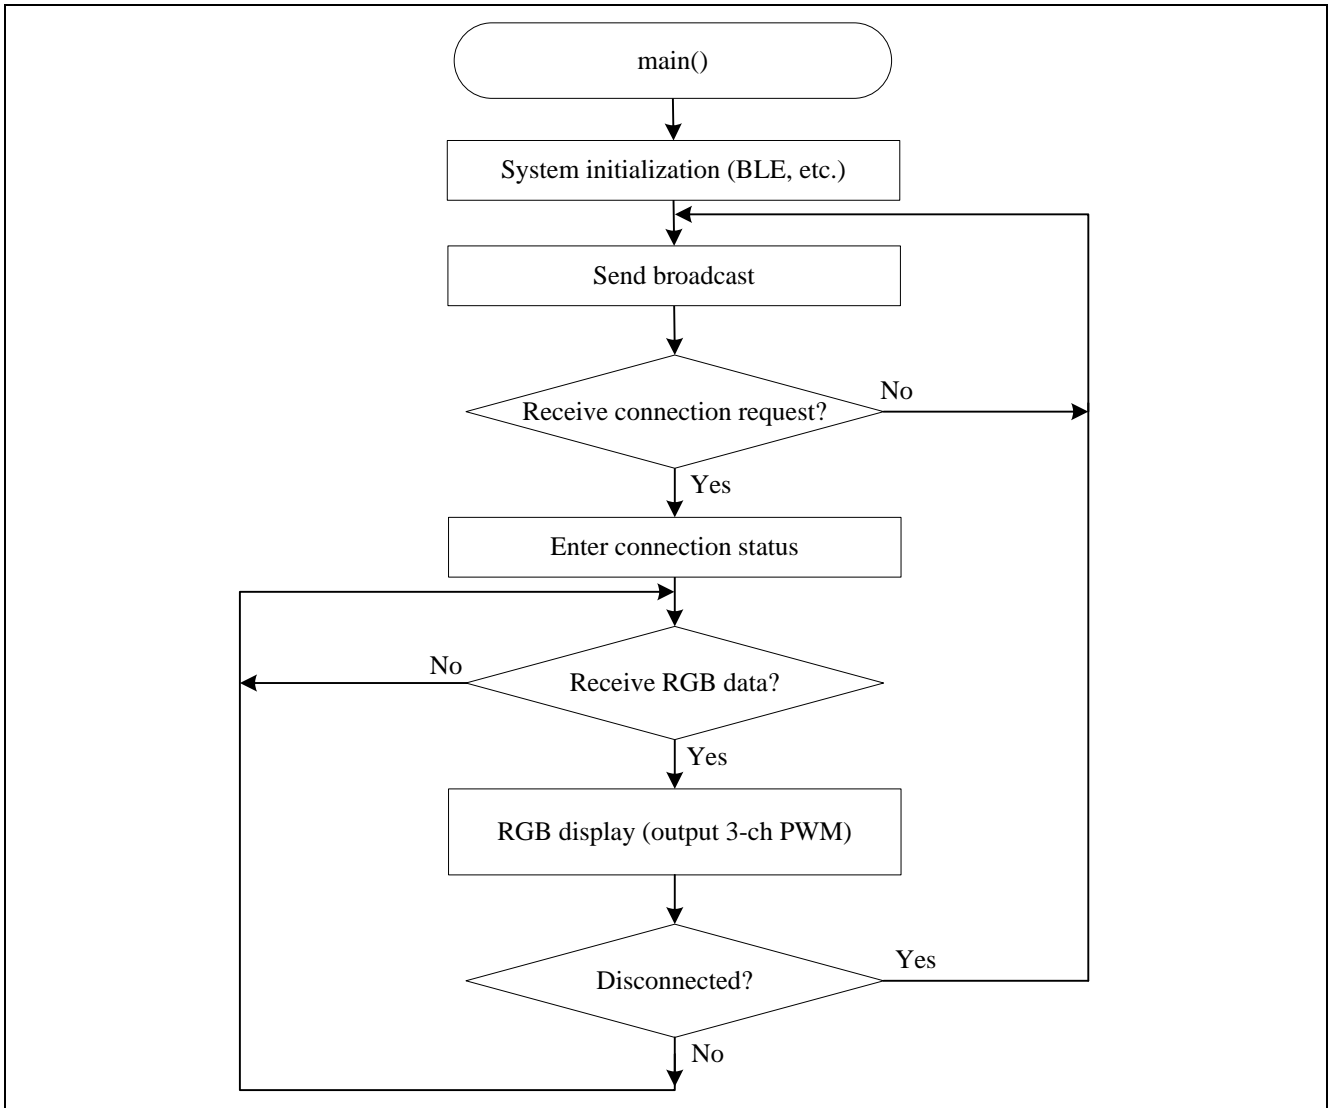 main()
System initialization (BLE, etc.)
Send broadcast
No
Receive connection request?
Yes
Enter connection status
No
Receive RGB data?
Yes
RGB display (output 3-ch PWM)
Yes
Disconnected?
No